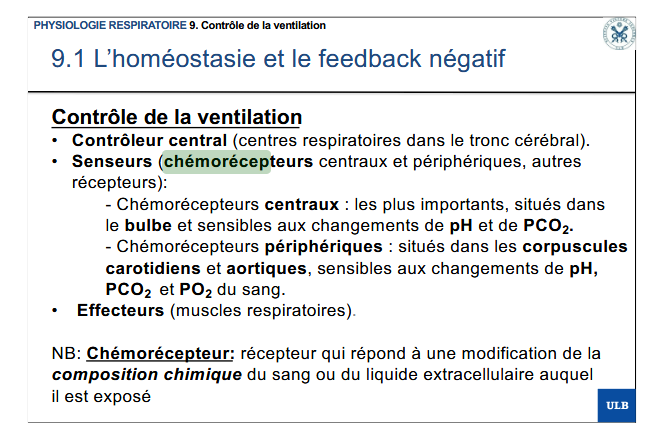 PHYSIOLOGIE RESPIRATOIRE 9. Contrôle de la ventilation
9.1 L'homéostasie et le feedback négatif
Contrôle de la ventilation
• Contrôleur central (centres respiratoires dans le tronc cérébral).
• Senseurs (chémorécepteurs centraux et périphériques, autres
récepteurs):
- Chémorécepteurs centraux : les plus importants, situés dans
le bulbe et sensibles aux changements de pH et de PCO₂.
- Chémorécepteurs périphériques : situés dans les corpuscules
carotidiens et aortiques, sensibles aux changements de pH,
PCO₂ et PO₂ du sang.
• Effecteurs (muscles respiratoires).
NB: Chémorécepteur: récepteur qui répond à une modification de la
composition chimique du sang ou du liquide extracellulaire auquel
il est exposé
ULB